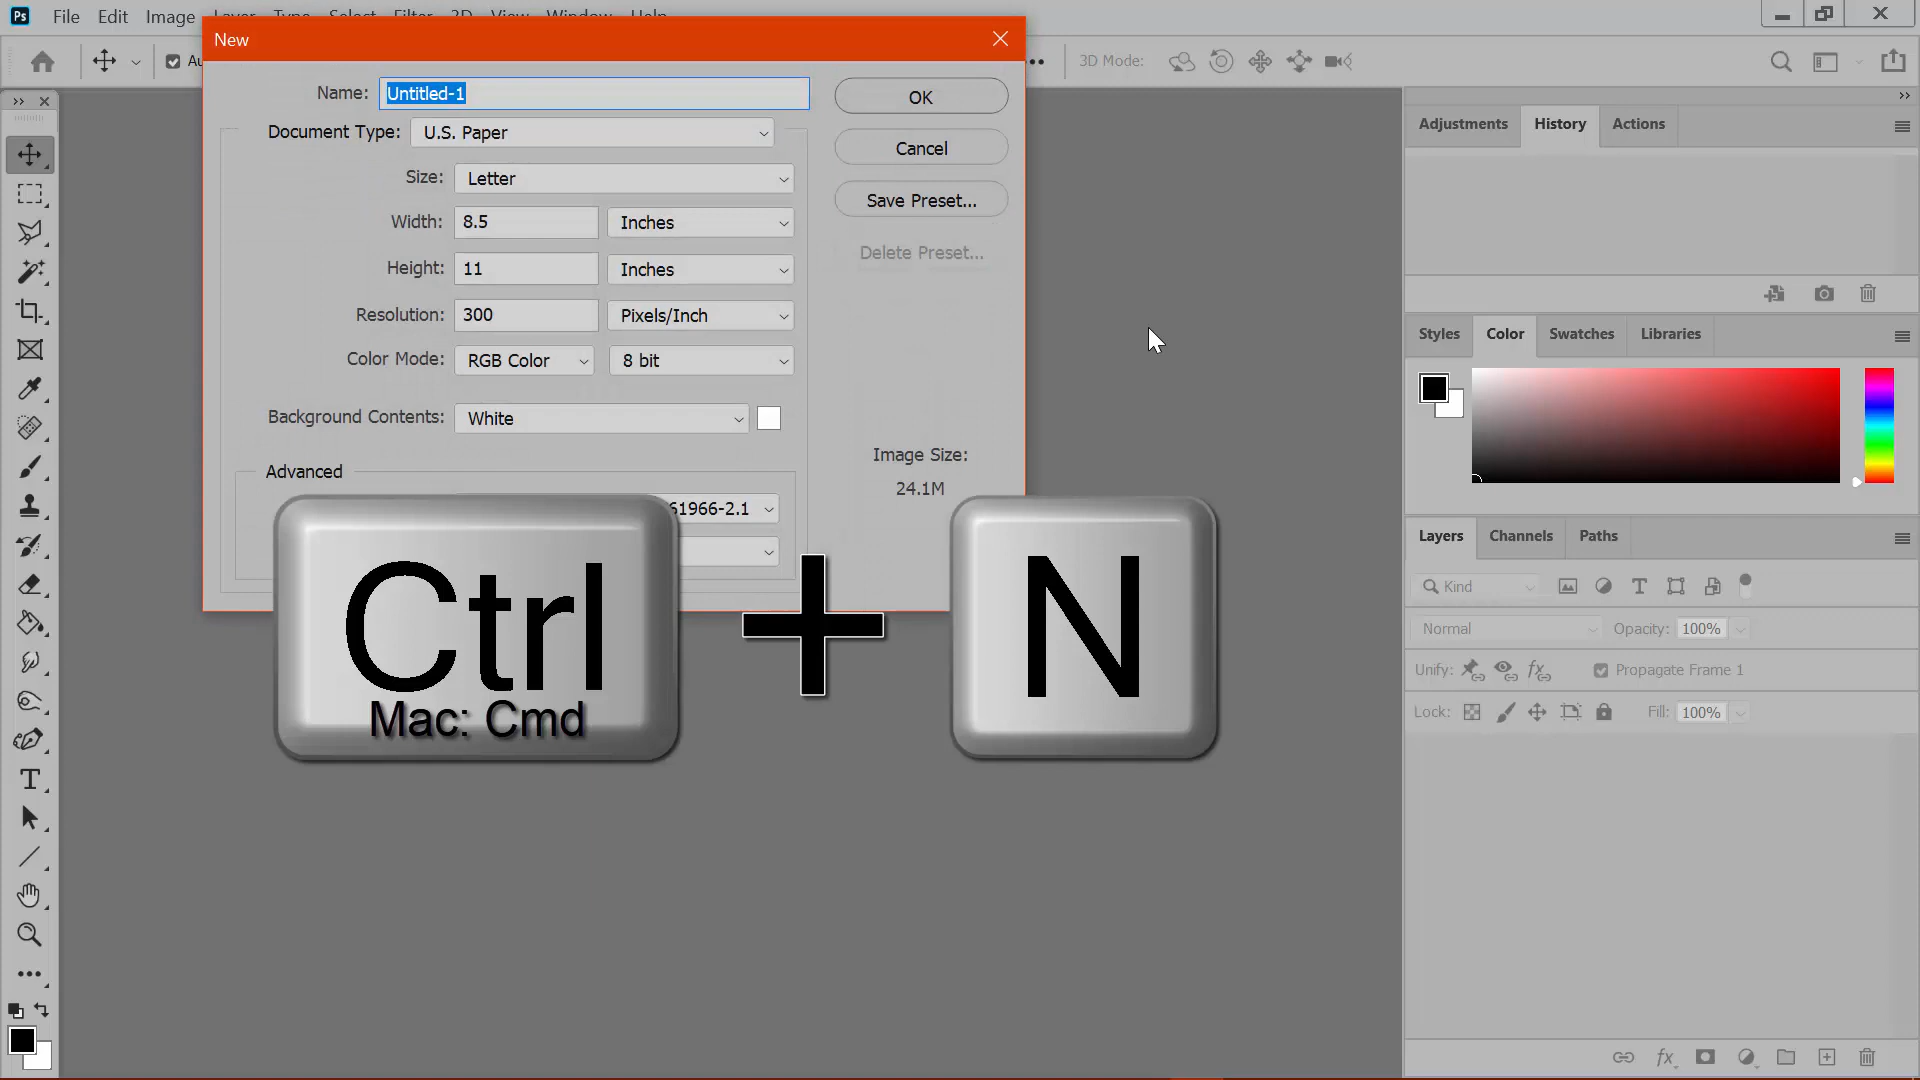 Ps File Edit Image Layer Type Select Filter 3D View Window Help
New
3D Mode:
Name: Untitled-1
OK
Document Type: U.S. Paper
Cancel
Size: Letter
Save Preset...
Width: 8.5 Inches
Delete Preset...
Height: 11 Inches
Resolution: 300 Pixels/Inch
Color Mode: RGB Color 8 bit
Background Contents: White
Image Size:
24.1M
Advanced
61966-2.1
Ctrl + N
Mac: Cmd
Adjustments History Actions
Styles Color Swatches Libraries
Layers Channels Paths
Kind
Normal Opacity: 100%
Unify: Propagate Frame 1
Lock: Fill: 100%
fx